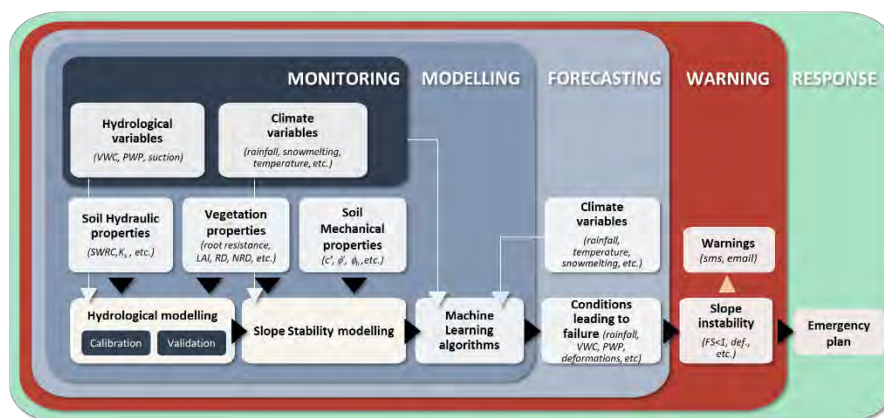 MONITORING
MODELLING
FORECASTING
WARNING
RESPONSE
Hydrological
variables
(VWC, PWP, suction)
Climate
variables
(rainfall, snowmelting,
temperature, etc.)
Soil Hydraulic
properties
(SWRC,Ks , etc.)
Vegetation
properties
(root resistance,
LAI, RD, NRD, etc.)
Soil
Mechanical
properties
(c', ϕ', ϕb,etc.)
Climate
variables
(rainfall,
temperature,
snowmelting, etc.)
Warnings
(sms, email)
Hydrological modelling
Calibration
Validation
Slope Stability modelling
Machine
Learning
algorithms
Conditions
leading to
failure (rainfall,
VWC, PWP,
deformations, etc)
Slope
instability
(FS<1, def.,
etc.)
Emergency
plan